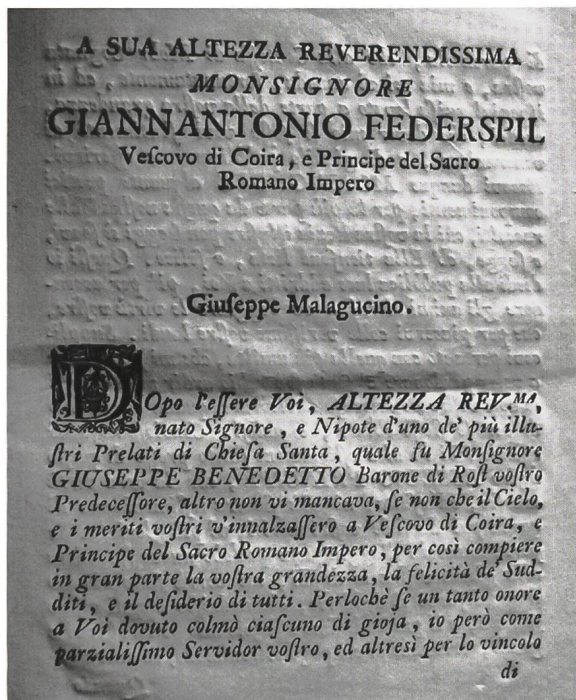 A SUA ALTEZZA REVERENDISSIMA
MONSIGNORE
GIANNANTONIO FEDERSPIL
Veſcovo di Coira, e Principe del Sacro
Romano Impero
Giuſeppe Malagucino.
DOpo l'eſſere Voi, ALTEZZA REV.MA,
nato Signore, e Nipote d'uno de' più illu-
ſtri Prelati di Chieſa Santa, quale fu Monſignore
GIUSEPPE BENEDETTO Barone di Roſt voſtro
Predeceſſore, altro non vi mancava, ſe non che il Cielo,
e i meriti voſtri v'innalzaſſero a Veſcovo di Coira, e
Principe del Sacro Romano Impero, per così compiere
in gran parte la voſtra grandezza, la felicità de' Sud-
diti, e il deſiderio di tutti. Perlochè ſe un tanto onore
a Voi dovuto colmò ciaſcuno di gioja, io però come
parzialiſſimo Servidor voſtro, ed altresì per lo vincolo
di